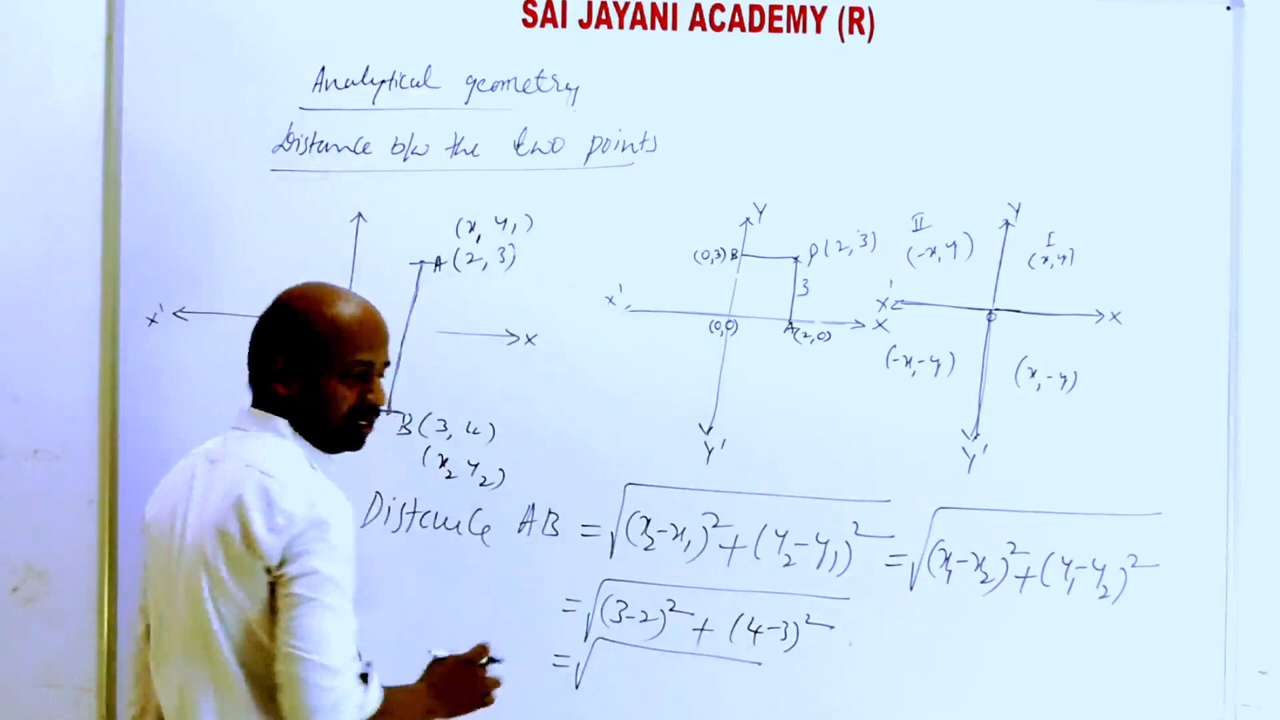 SAI JAYANI ACADEMY (R)
Analytical geometry
Distance b/w the two points
(x, y₁)
A (2, 3)
X'
X
B (3, 4)
(x₂ y₂)
Y
(0,3) B
P (2, 3)
3
X'
(0,0)
A (2,0)
X
Y'
Y
II
(-x, y)
I
(x, y)
X'
O
X
(-x, -y)
(x, -y)
Y'
Distance AB = √(x₂-x₁)² + (y₂-y₁)² = √(x₁-x₂)² + (y₁-y₂)²
= √(3-2)² + (4-3)²
= √